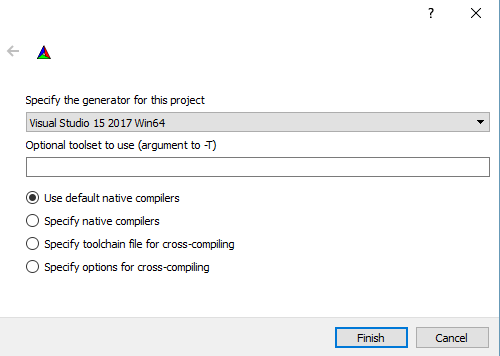 ?
Specify the generator for this project
Visual Studio 15 2017 Win64
Optional toolset to use (argument to -T)
Use default native compilers
Specify native compilers
Specify toolchain file for cross-compiling
Specify options for cross-compiling
Finish Cancel